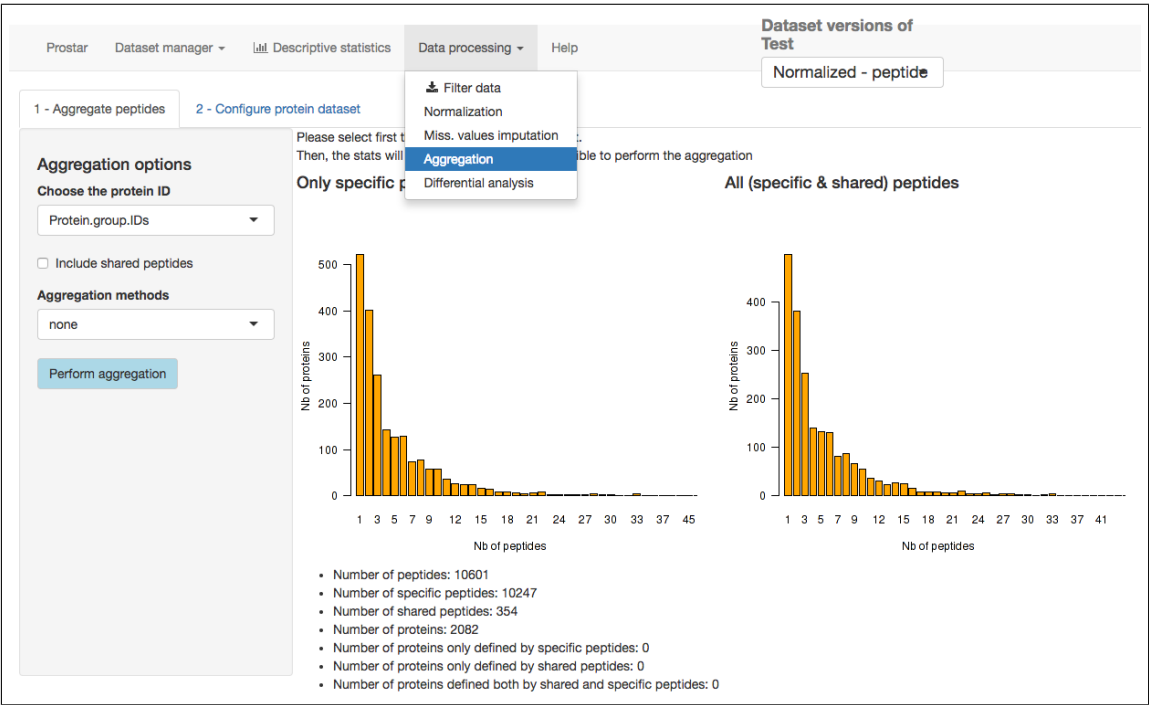 Prostar
Dataset manager
Descriptive statistics
Data processing
Help
Dataset versions of
Test
Normalized - peptide
Filter data
Normalization
Miss. values imputation
Aggregation
Differential analysis
1 - Aggregate peptides
2 - Configure protein dataset
Please select first t
Then, the stats will
ible to perform the aggregation
Aggregation options
Choose the protein ID
Protein.group.IDs
Include shared peptides
Aggregation methods
none
Perform aggregation
Only specific p
500
400
300
200
100
0
Nb of proteins
1 3 5 7 9 12 15 18 21 24 27 30 33 37 45
Nb of peptides
All (specific & shared) peptides
400
300
200
100
0
Nb of proteins
1 3 5 7 9 12 15 18 21 24 27 30 33 37 41
Nb of peptides
• Number of peptides: 10601
• Number of specific peptides: 10247
• Number of shared peptides: 354
• Number of proteins: 2082
• Number of proteins only defined by specific peptides: 0
• Number of proteins only defined by shared peptides: 0
• Number of proteins defined both by shared and specific peptides: 0